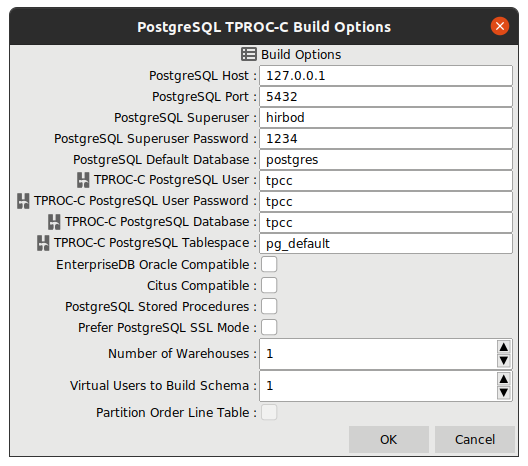 PostgreSQL TPROC-C Build Options
Build Options
PostgreSQL Host : 127.0.0.1
PostgreSQL Port : 5432
PostgreSQL Superuser : hirbod
PostgreSQL Superuser Password : 1234
PostgreSQL Default Database : postgres
TPROC-C PostgreSQL User : tpcc
TPROC-C PostgreSQL User Password : tpcc
TPROC-C PostgreSQL Database : tpcc
TPROC-C PostgreSQL Tablespace : pg_default
EnterpriseDB Oracle Compatible :
Citus Compatible :
PostgreSQL Stored Procedures :
Prefer PostgreSQL SSL Mode :
Number of Warehouses : 1
Virtual Users to Build Schema : 1
Partition Order Line Table :
OK Cancel